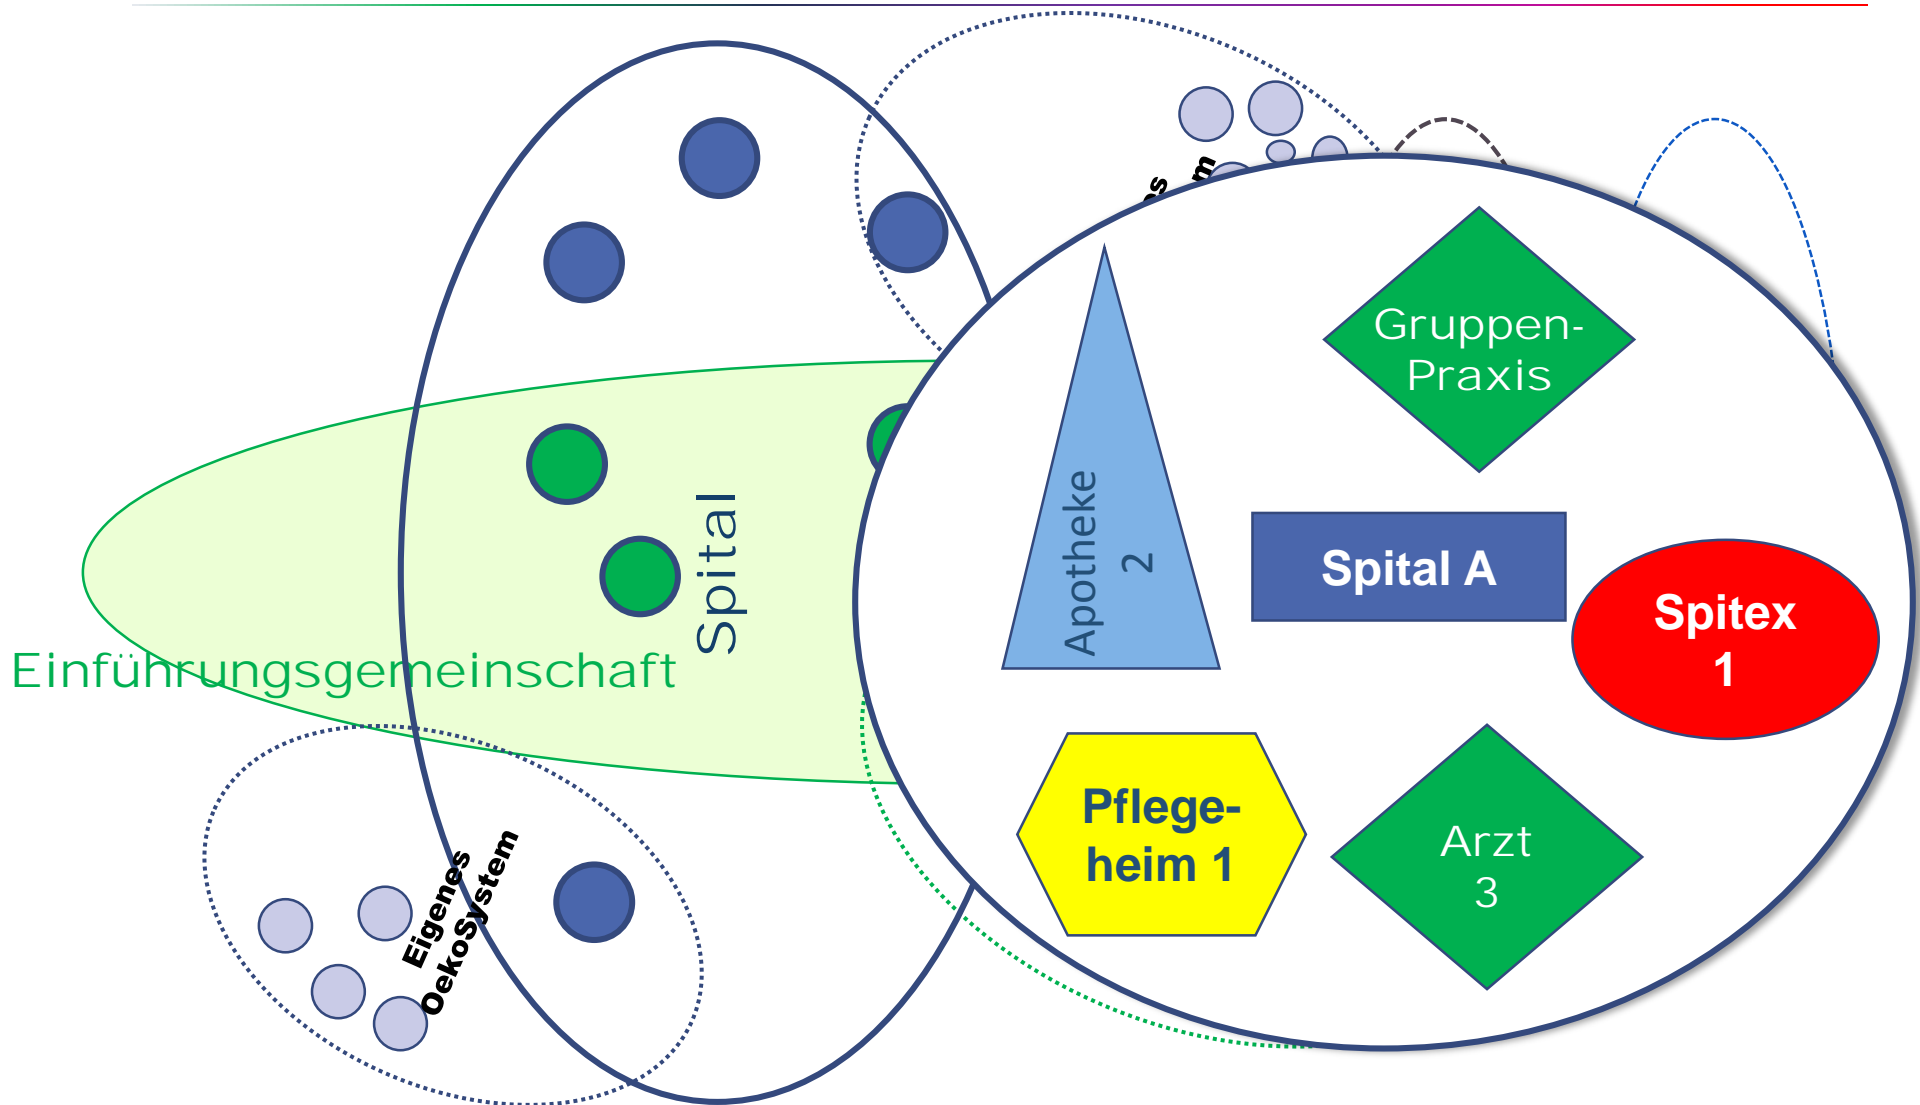 Gruppen-
Praxis
Apotheke
2
Spital A
Spitex
1
Spital
Einführungsgemeinschaft
Pflege-
heim 1
Arzt
3
Eigenes
OekoSystem